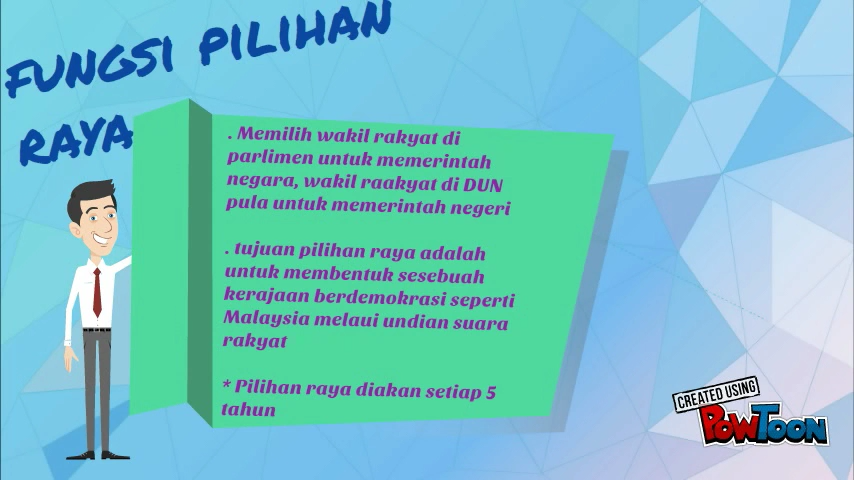 FUNGSI PILIHAN
RAYA
. Memilih wakil rakyat di
parlimen untuk memerintah
negara, wakil raakyat di DUN
pula untuk memerintah negeri
. tujuan pilihan raya adalah
untuk membentuk sesebuah
kerajaan berdemokrasi seperti
Malaysia melaui undian suara
rakyat
* Pilihan raya diakan setiap 5
tahun
CREATED USING
POWTOON